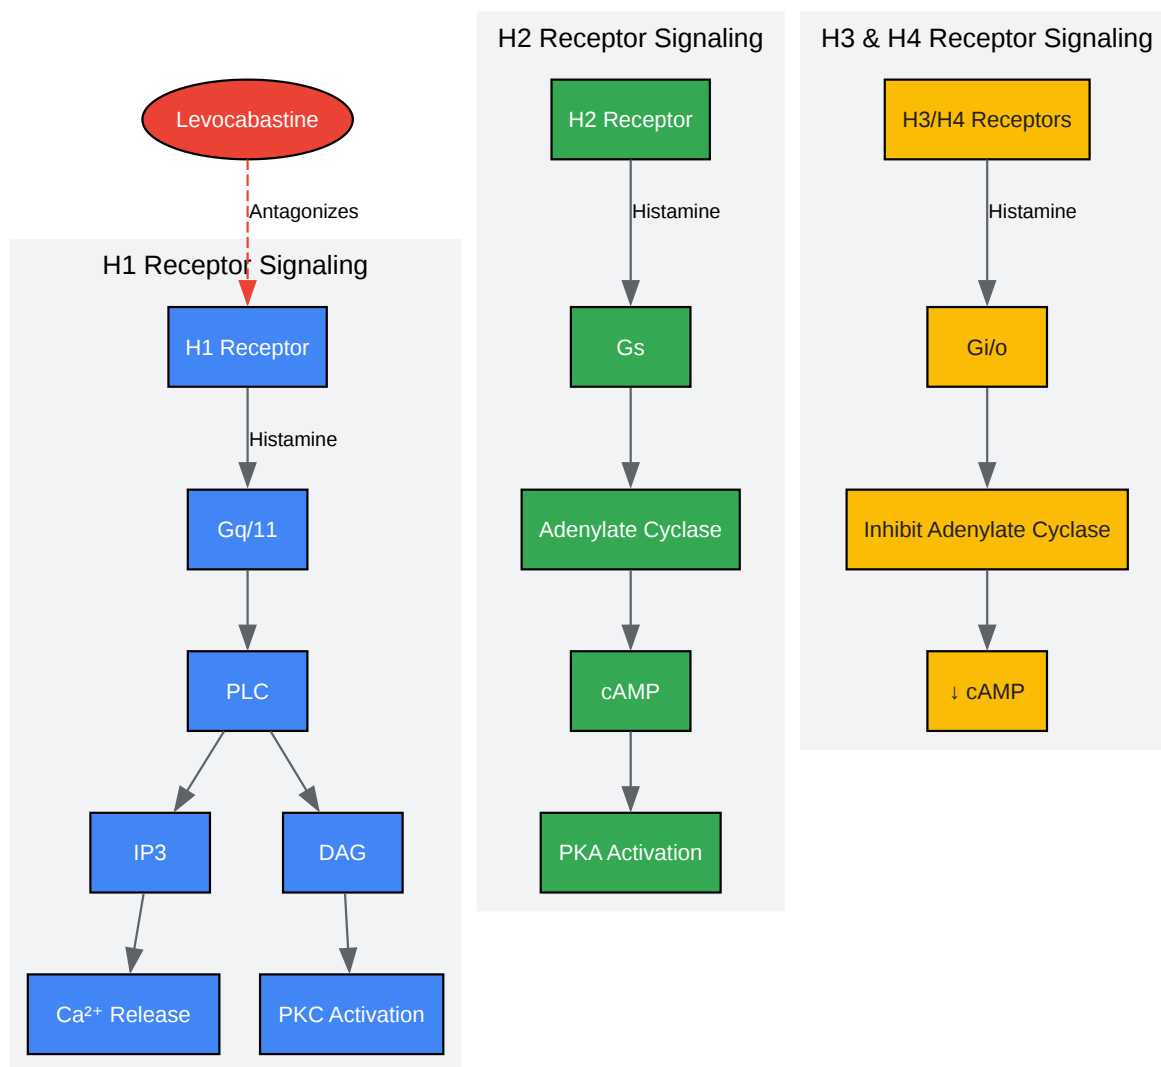 Levocabastine
Antagonizes
H1 Receptor Signaling
H1 Receptor
Histamine
Gq/11
PLC
IP3
DAG
Ca²⁺ Release
PKC Activation
H2 Receptor Signaling
H2 Receptor
Histamine
Gs
Adenylate Cyclase
cAMP
PKA Activation
H3 & H4 Receptor Signaling
H3/H4 Receptors
Histamine
Gi/o
Inhibit Adenylate Cyclase
↓ cAMP